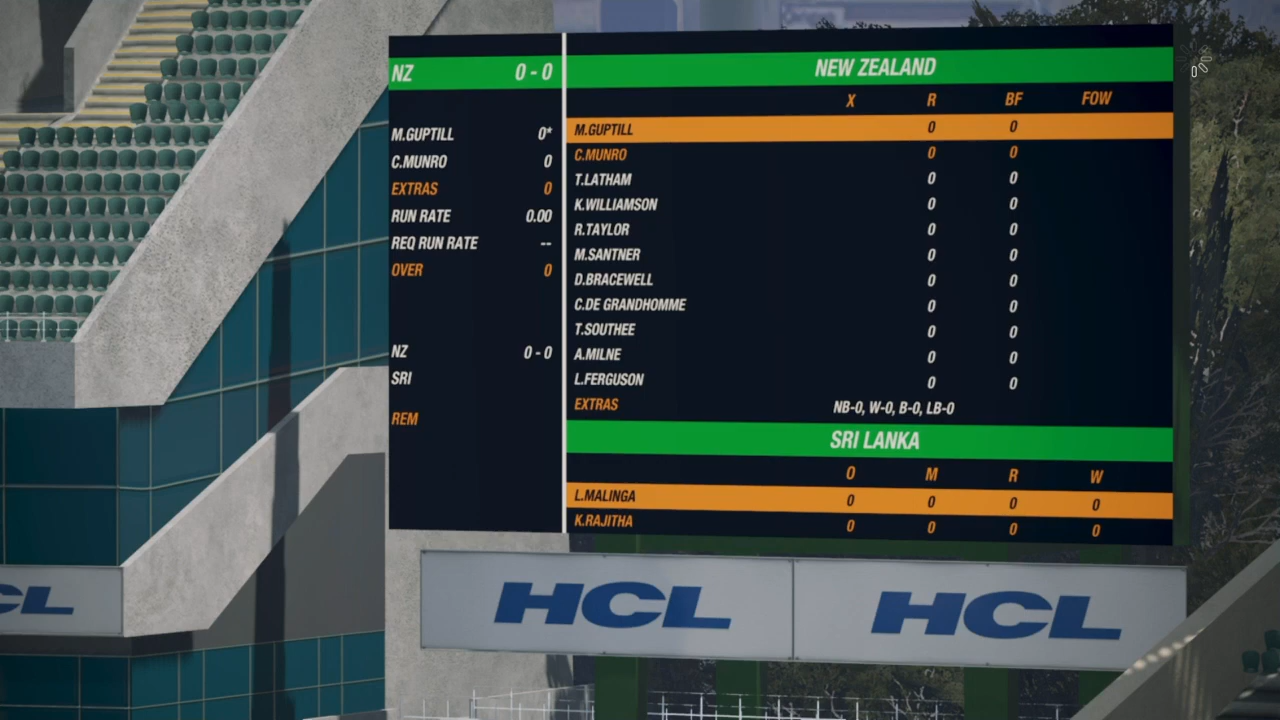 NZ 0 - 0
M.GUPTILL 0*
C.MUNRO 0
EXTRAS 0
RUN RATE 0.00
REQ RUN RATE --
OVER 0
NZ 0 - 0
SRI
REM
NEW ZEALAND
X R BF FOW
M.GUPTILL 0 0
C.MUNRO 0 0
T.LATHAM 0 0
K.WILLIAMSON 0 0
R.TAYLOR 0 0
M.SANTNER 0 0
D.BRACEWELL 0 0
C.DE GRANDHOMME 0 0
T.SOUTHEE 0 0
A.MILNE 0 0
L.FERGUSON 0 0
EXTRAS NB-0, W-0, B-0, LB-0
SRI LANKA
O M R W
L.MALINGA 0 0 0 0
K.RAJITHA 0 0 0 0
CL HCL HCL